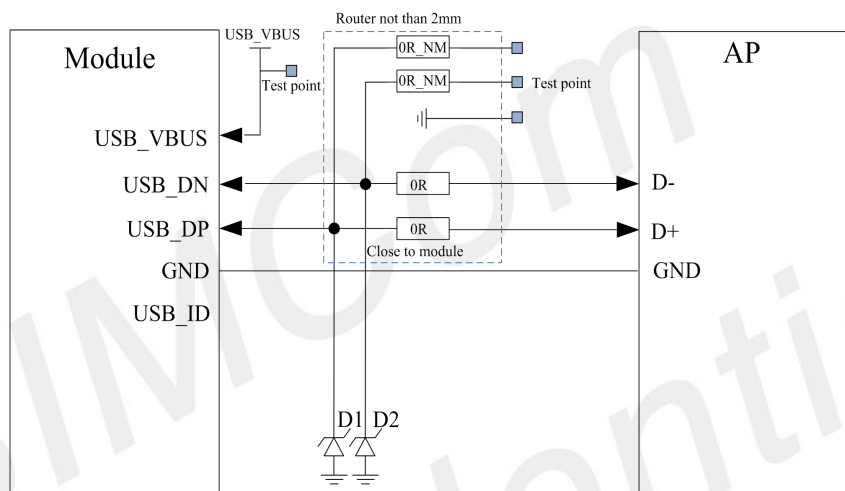 Router not than 2mm
USB_VBUS
Module
AP
0R_NM
Test point
0R_NM
Test point
USB_VBUS
USB_DN
0R
D-
USB_DP
0R
D+
Close to module
GND
GND
USB_ID
D1
D2